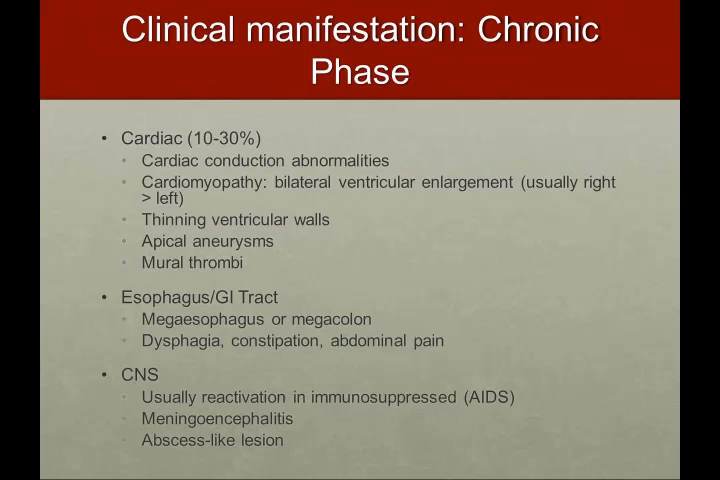 Clinical manifestation: Chronic
Phase
• Cardiac (10-30%)
• Cardiac conduction abnormalities
• Cardiomyopathy: bilateral ventricular enlargement (usually right
> left)
• Thinning ventricular walls
• Apical aneurysms
• Mural thrombi
• Esophagus/GI Tract
• Megaesophagus or megacolon
• Dysphagia, constipation, abdominal pain
• CNS
• Usually reactivation in immunosuppressed (AIDS)
• Meningoencephalitis
• Abscess-like lesion